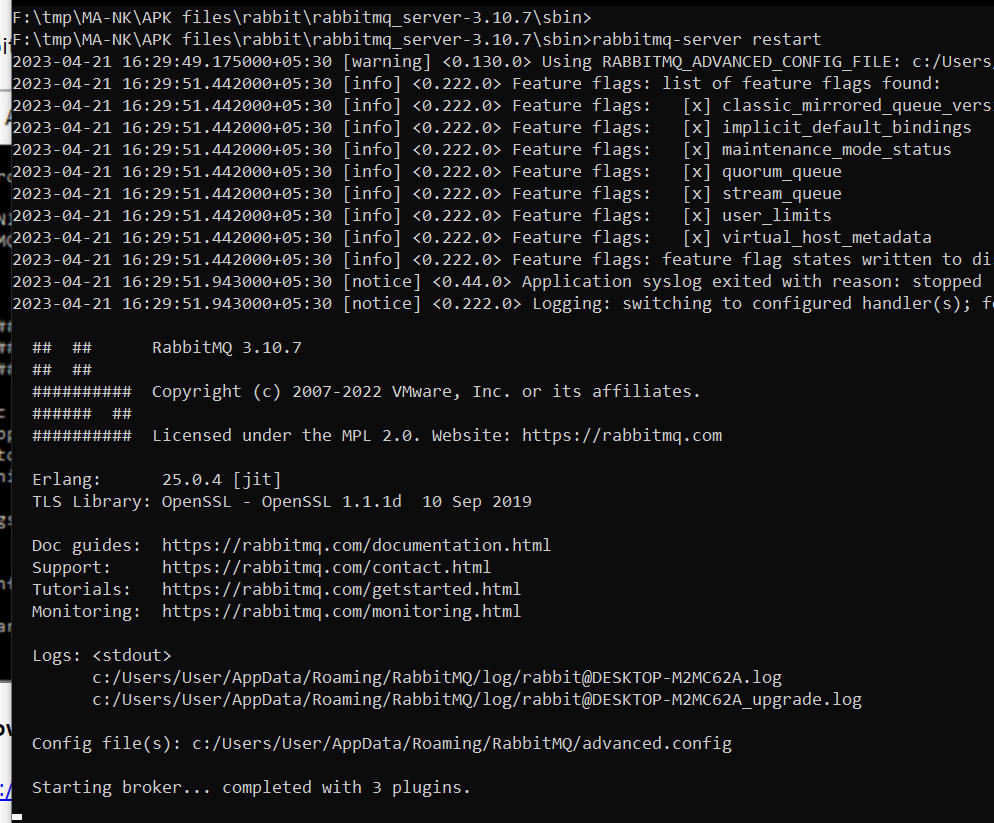 F:\tmp\MA-NK\APK files\rabbit\rabbitmq_server-3.10.7\sbin>
F:\tmp\MA-NK\APK files\rabbit\rabbitmq_server-3.10.7\sbin>rabbitmq-server restart
2023-04-21 16:29:49.175000+05:30 [warning] <0.130.0> Using RABBITMQ_ADVANCED_CONFIG_FILE: c:/Users/
2023-04-21 16:29:51.442000+05:30 [info] <0.222.0> Feature flags: list of feature flags found:
2023-04-21 16:29:51.442000+05:30 [info] <0.222.0> Feature flags:   [x] classic_mirrored_queue_vers
2023-04-21 16:29:51.442000+05:30 [info] <0.222.0> Feature flags:   [x] implicit_default_bindings
2023-04-21 16:29:51.442000+05:30 [info] <0.222.0> Feature flags:   [x] maintenance_mode_status
2023-04-21 16:29:51.442000+05:30 [info] <0.222.0> Feature flags:   [x] quorum_queue
2023-04-21 16:29:51.442000+05:30 [info] <0.222.0> Feature flags:   [x] stream_queue
2023-04-21 16:29:51.442000+05:30 [info] <0.222.0> Feature flags:   [x] user_limits
2023-04-21 16:29:51.442000+05:30 [info] <0.222.0> Feature flags:   [x] virtual_host_metadata
2023-04-21 16:29:51.442000+05:30 [info] <0.222.0> Feature flags: feature flag states written to di
2023-04-21 16:29:51.943000+05:30 [notice] <0.44.0> Application syslog exited with reason: stopped
2023-04-21 16:29:51.943000+05:30 [notice] <0.222.0> Logging: switching to configured handler(s); fo
##  ##      RabbitMQ 3.10.7
##  ##
##########  Copyright (c) 2007-2022 VMware, Inc. or its affiliates.
######  ##
##########  Licensed under the MPL 2.0. Website: https://rabbitmq.com
Erlang:      25.0.4 [jit]
TLS Library: OpenSSL - OpenSSL 1.1.1d  10 Sep 2019
Doc guides:  https://rabbitmq.com/documentation.html
Support:     https://rabbitmq.com/contact.html
Tutorials:   https://rabbitmq.com/getstarted.html
Monitoring:  https://rabbitmq.com/monitoring.html
Logs: <stdout>
c:/Users/User/AppData/Roaming/RabbitMQ/log/rabbit@DESKTOP-M2MC62A.log
c:/Users/User/AppData/Roaming/RabbitMQ/log/rabbit@DESKTOP-M2MC62A_upgrade.log
Config file(s): c:/Users/User/AppData/Roaming/RabbitMQ/advanced.config
Starting broker... completed with 3 plugins.